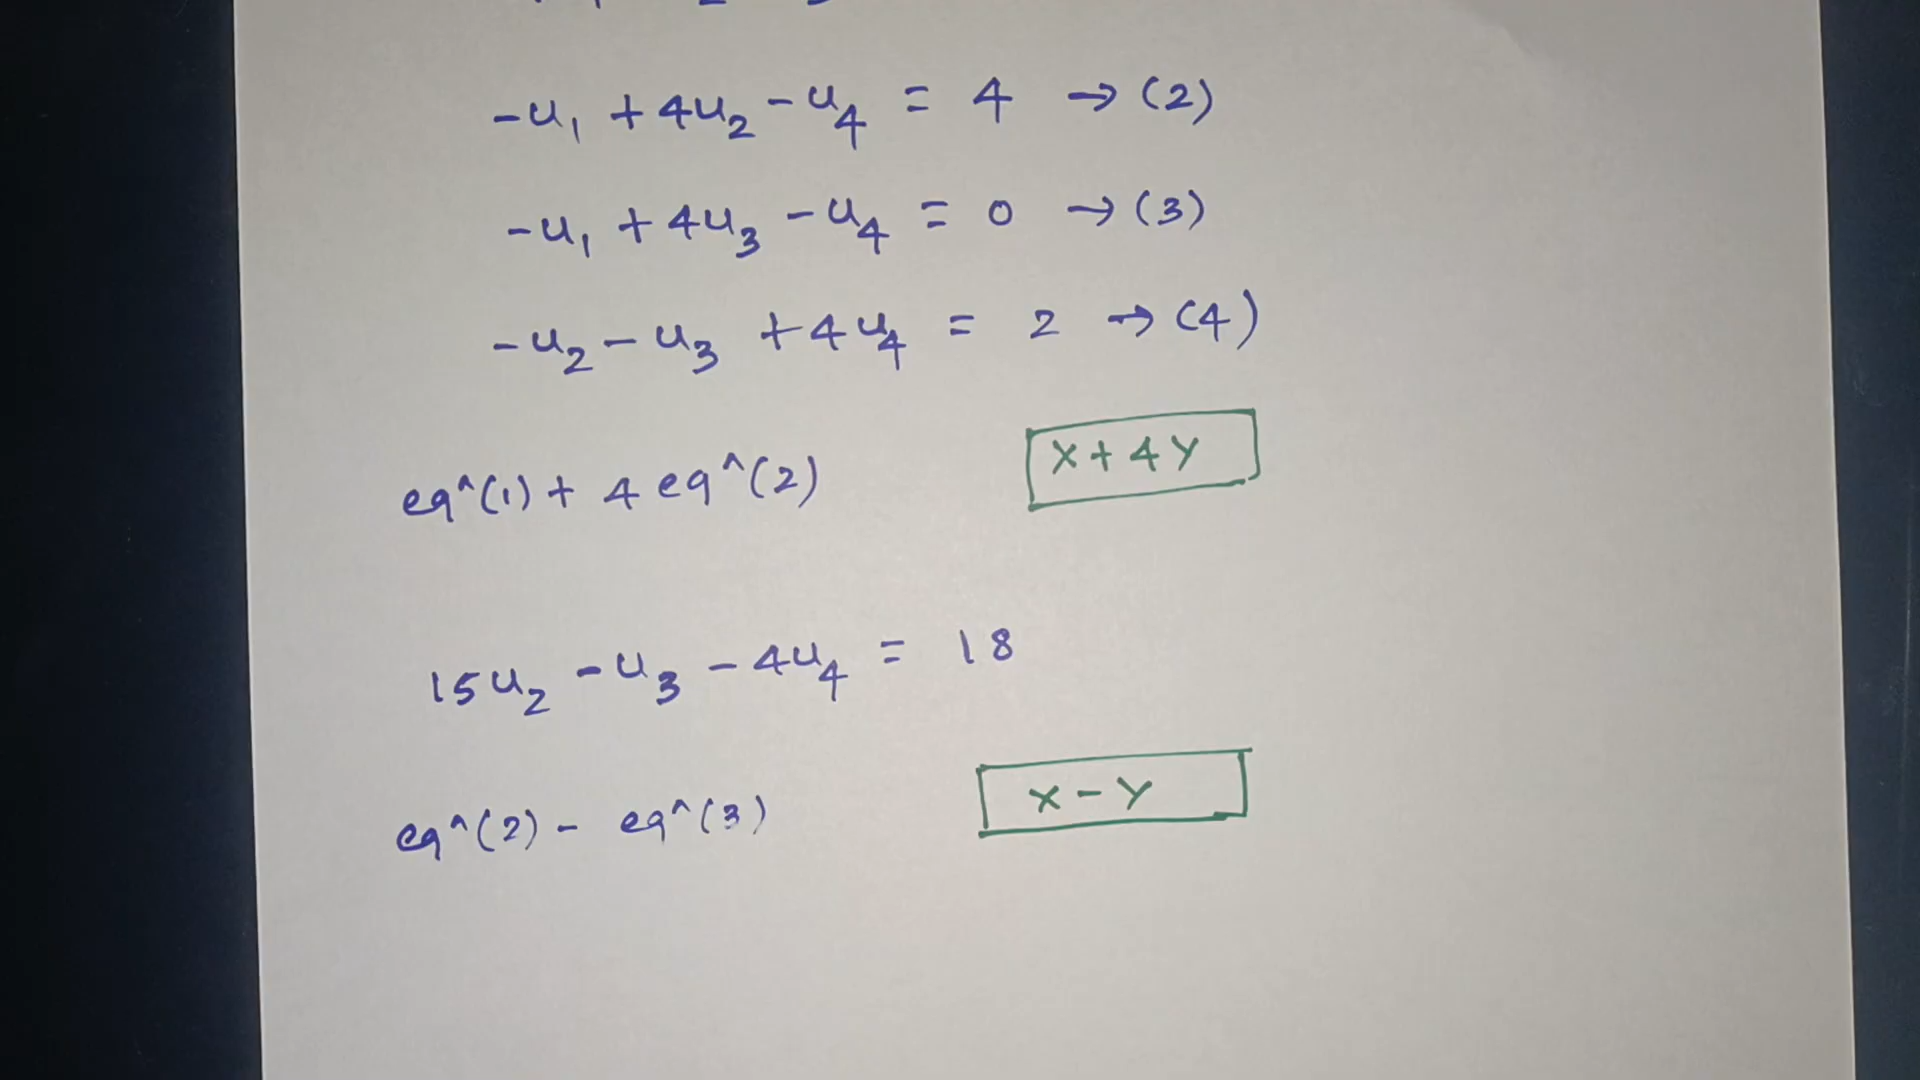 -u₁ + 4u₂ - u₄ = 4 → (2)
-u₁ + 4u₃ - u₄ = 0 → (3)
-u₂ - u₃ + 4u₄ = 2 → (4)
eq^(1) + 4 eq^(2) X + 4Y
15u₂ - u₃ - 4u₄ = 18
eq^(2) - eq^(3) X - Y